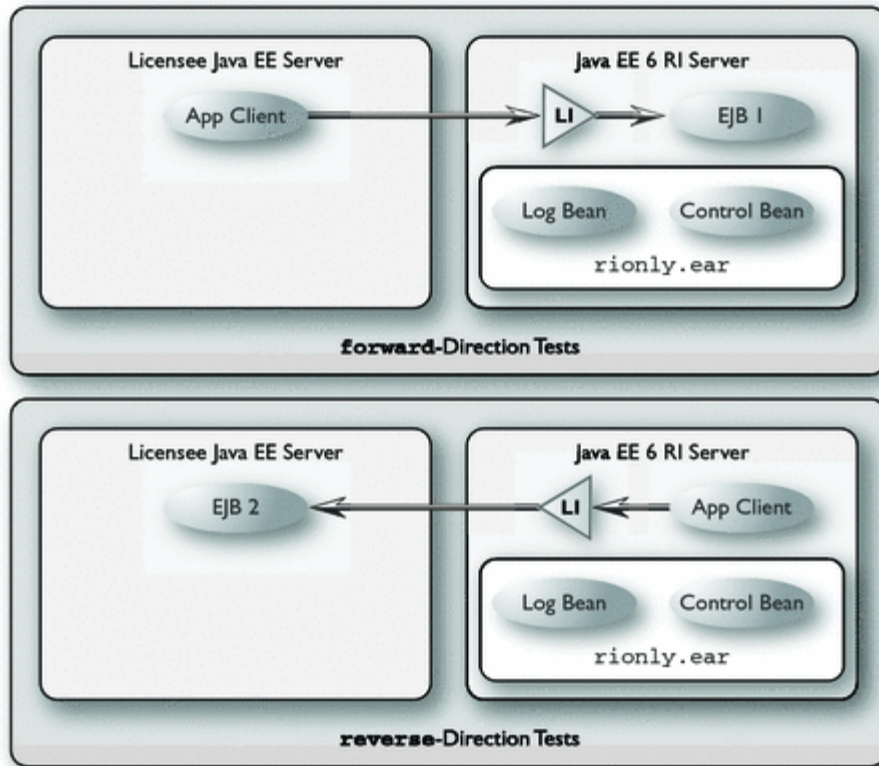 Licensee Java EE Server
Java EE 6 RI Server
App Client
LI
EJB 1
Log Bean
Control Bean
rionly.ear
forward-Direction Tests
Licensee Java EE Server
Java EE 6 RI Server
EJB 2
LI
App Client
Log Bean
Control Bean
rionly.ear
reverse-Direction Tests